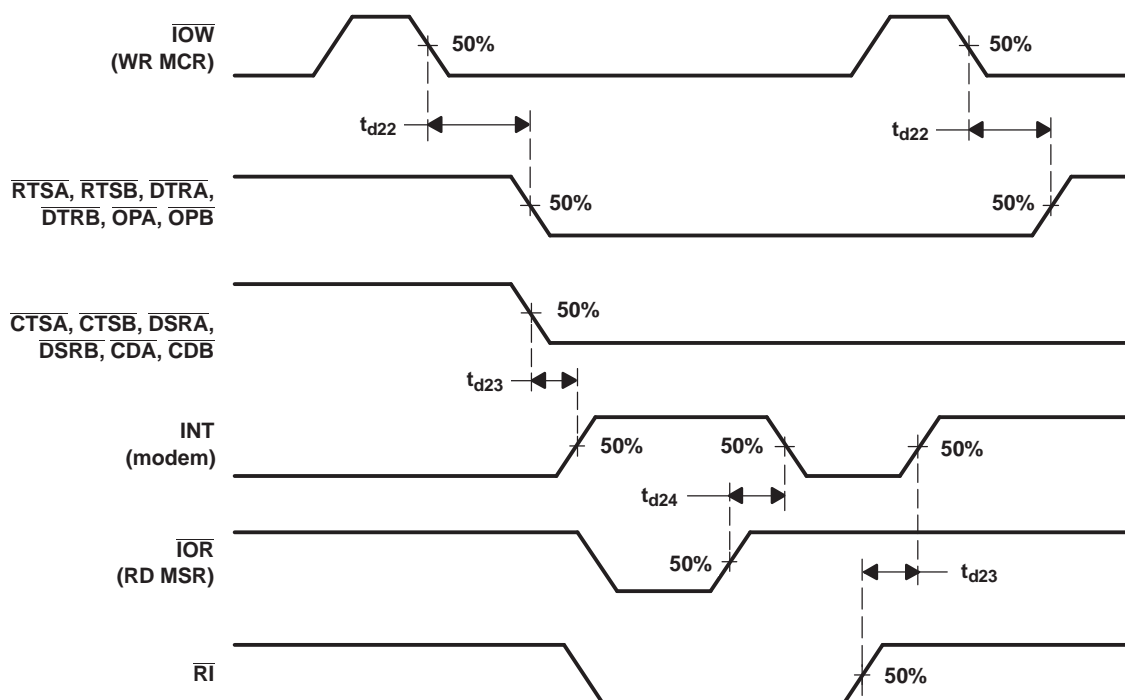 IOW
(WR MCR)
50%
50%
td22
td22
RTSA, RTSB, DTRA,
DTRB, OPA, OPB
50%
50%
CTSA, CTSB, DSRA,
DSRB, CDA, CDB
50%
td23
INT
(modem)
50%
50%
50%
td24
IOR
(RD MSR)
50%
td23
RI
50%